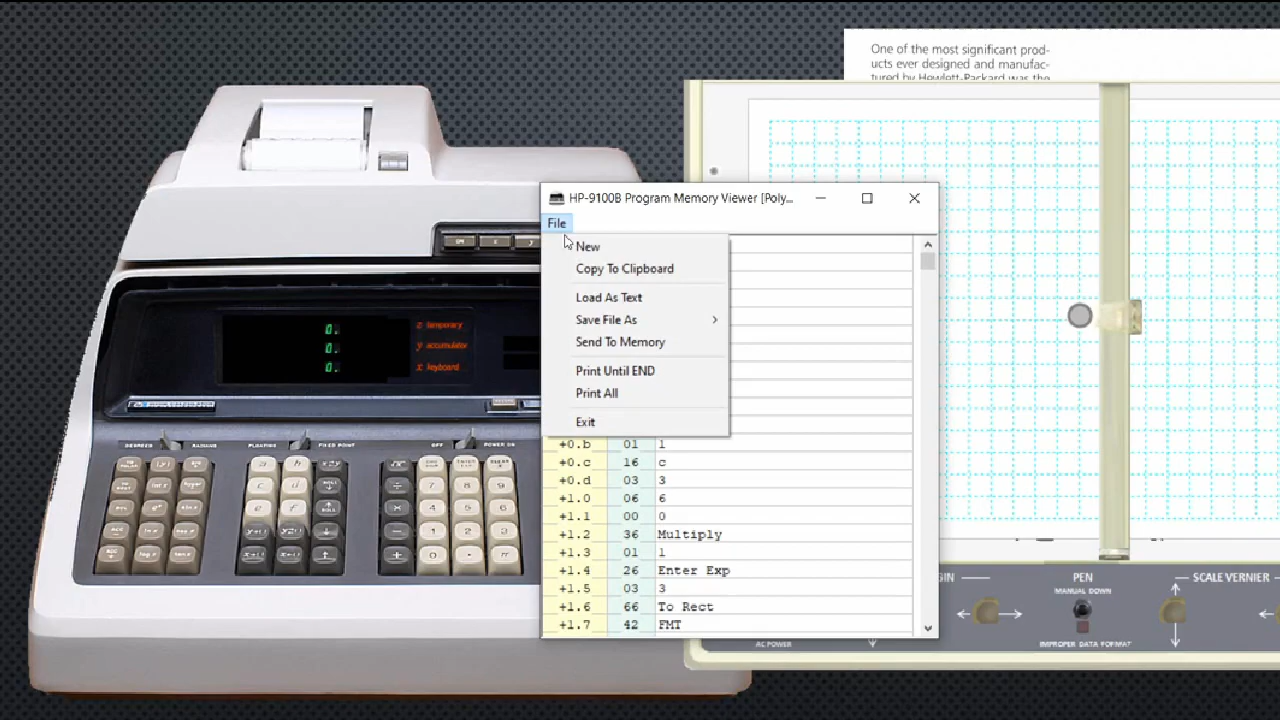 One of the most significant prod-
ucts ever designed and manufac-
tured by Hewlett-Packard was the
HP-9100B Program Memory Viewer [Poly...
File
New
Copy To Clipboard
Load As Text
Save File As
Send To Memory
Print Until END
Print All
Exit
+0.b 01 1
+0.c 16 c
+0.d 03 3
+1.0 06 6
+1.1 00 0
+1.2 36 Multiply
+1.3 01 1
+1.4 26 Enter Exp
+1.5 03 3
+1.6 66 To Rect
+1.7 42 FMT
x y
0. z temporary
0. y accumulator
0. x keyboard
DEGREES RADIANS FLOATING FIXED POINT OFF POWER ON
÷ 7 8 9
× 4 5 6
- 1 2 3
+ 0 . π
GIN PEN SCALE VERNIER
MANUAL DOWN
AC POWER IMPROPER DATA FORMAT